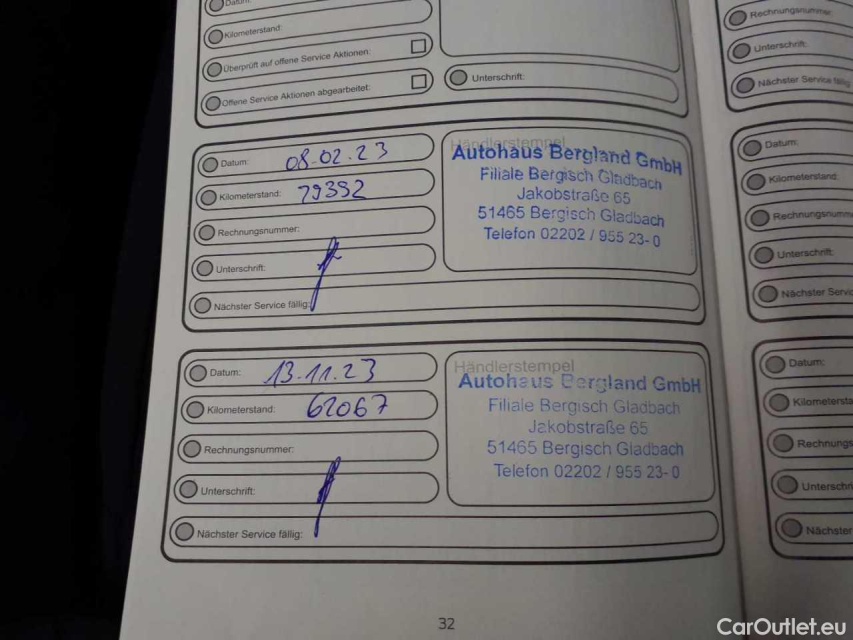 Datum:
Kilometerstand:
Überprüft auf offene Service Aktionen:
Offene Service Aktionen abgearbeitet:
Unterschrift:
Datum: 08.02.23
Kilometerstand: 79392
Rechnungsnummer:
Unterschrift:
Nächster Service fällig:
Händlerstempel
Autohaus Bergland GmbH
Filiale Bergisch Gladbach
Jakobstraße 65
51465 Bergisch Gladbach
Telefon 02202 / 955 23-0
Datum: 13.11.23
Kilometerstand: 62067
Rechnungsnummer:
Unterschrift:
Nächster Service fällig:
Händlerstempel
Autohaus Bergland GmbH
Filiale Bergisch Gladbach
Jakobstraße 65
51465 Bergisch Gladbach
Telefon 02202 / 955 23-0
32
Rechnungsnummer:
Unterschrift:
Nächster Service fällig
Datum:
Kilometerstand:
Rechnungsnumm
Unterschrift:
Nächster Servic
Datum:
Kilometersta
Rechnungs
Unterschri
Nächster
CarOutlet.eu